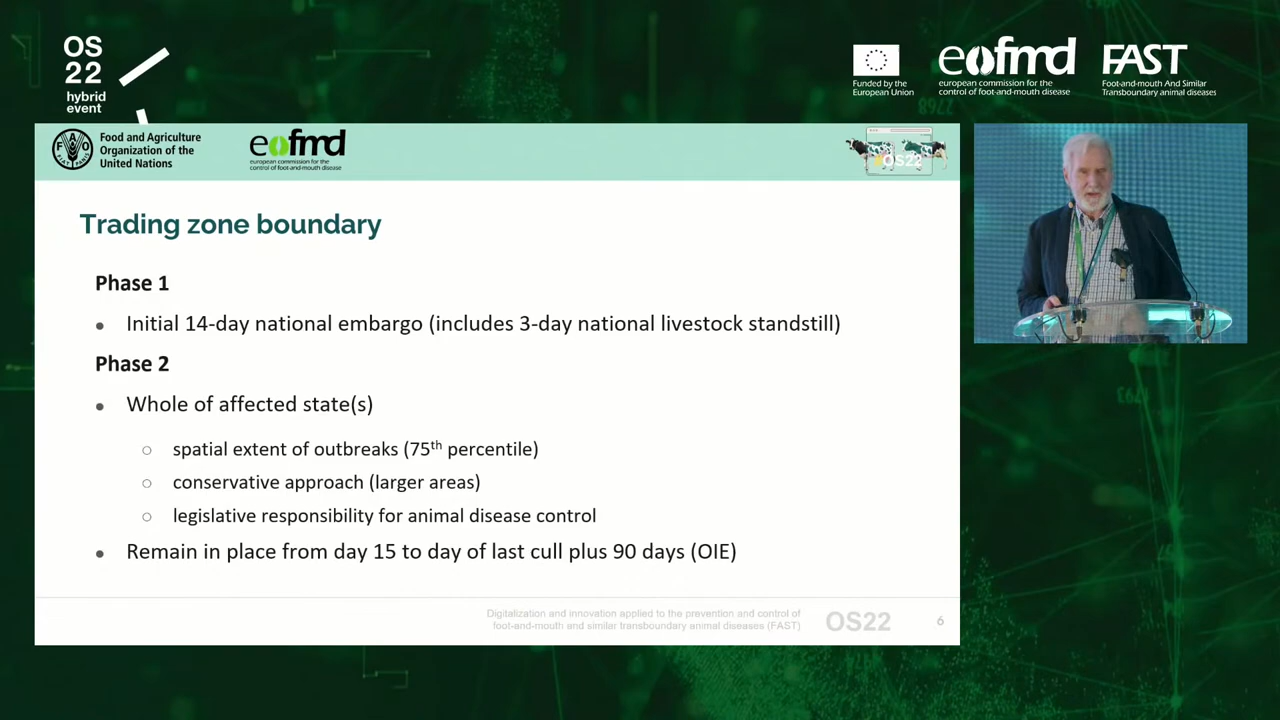 OS
22
hybrid
event
Funded by the
European Union
eofmd
european commission for the
control of foot-and-mouth disease
FAST
Foot-and-mouth And Similar
Transboundary animal diseases
Food and Agriculture
Organization of the
United Nations
eofmd
european commission for the
control of foot-and-mouth disease
#OS22
Trading zone boundary
Phase 1
• Initial 14-day national embargo (includes 3-day national livestock standstill)
Phase 2
• Whole of affected state(s)
○ spatial extent of outbreaks (75th percentile)
○ conservative approach (larger areas)
○ legislative responsibility for animal disease control
• Remain in place from day 15 to day of last cull plus 90 days (OIE)
Digitalization and innovation applied to the prevention and control of
foot-and-mouth and similar transboundary animal diseases (FAST)
OS22
6